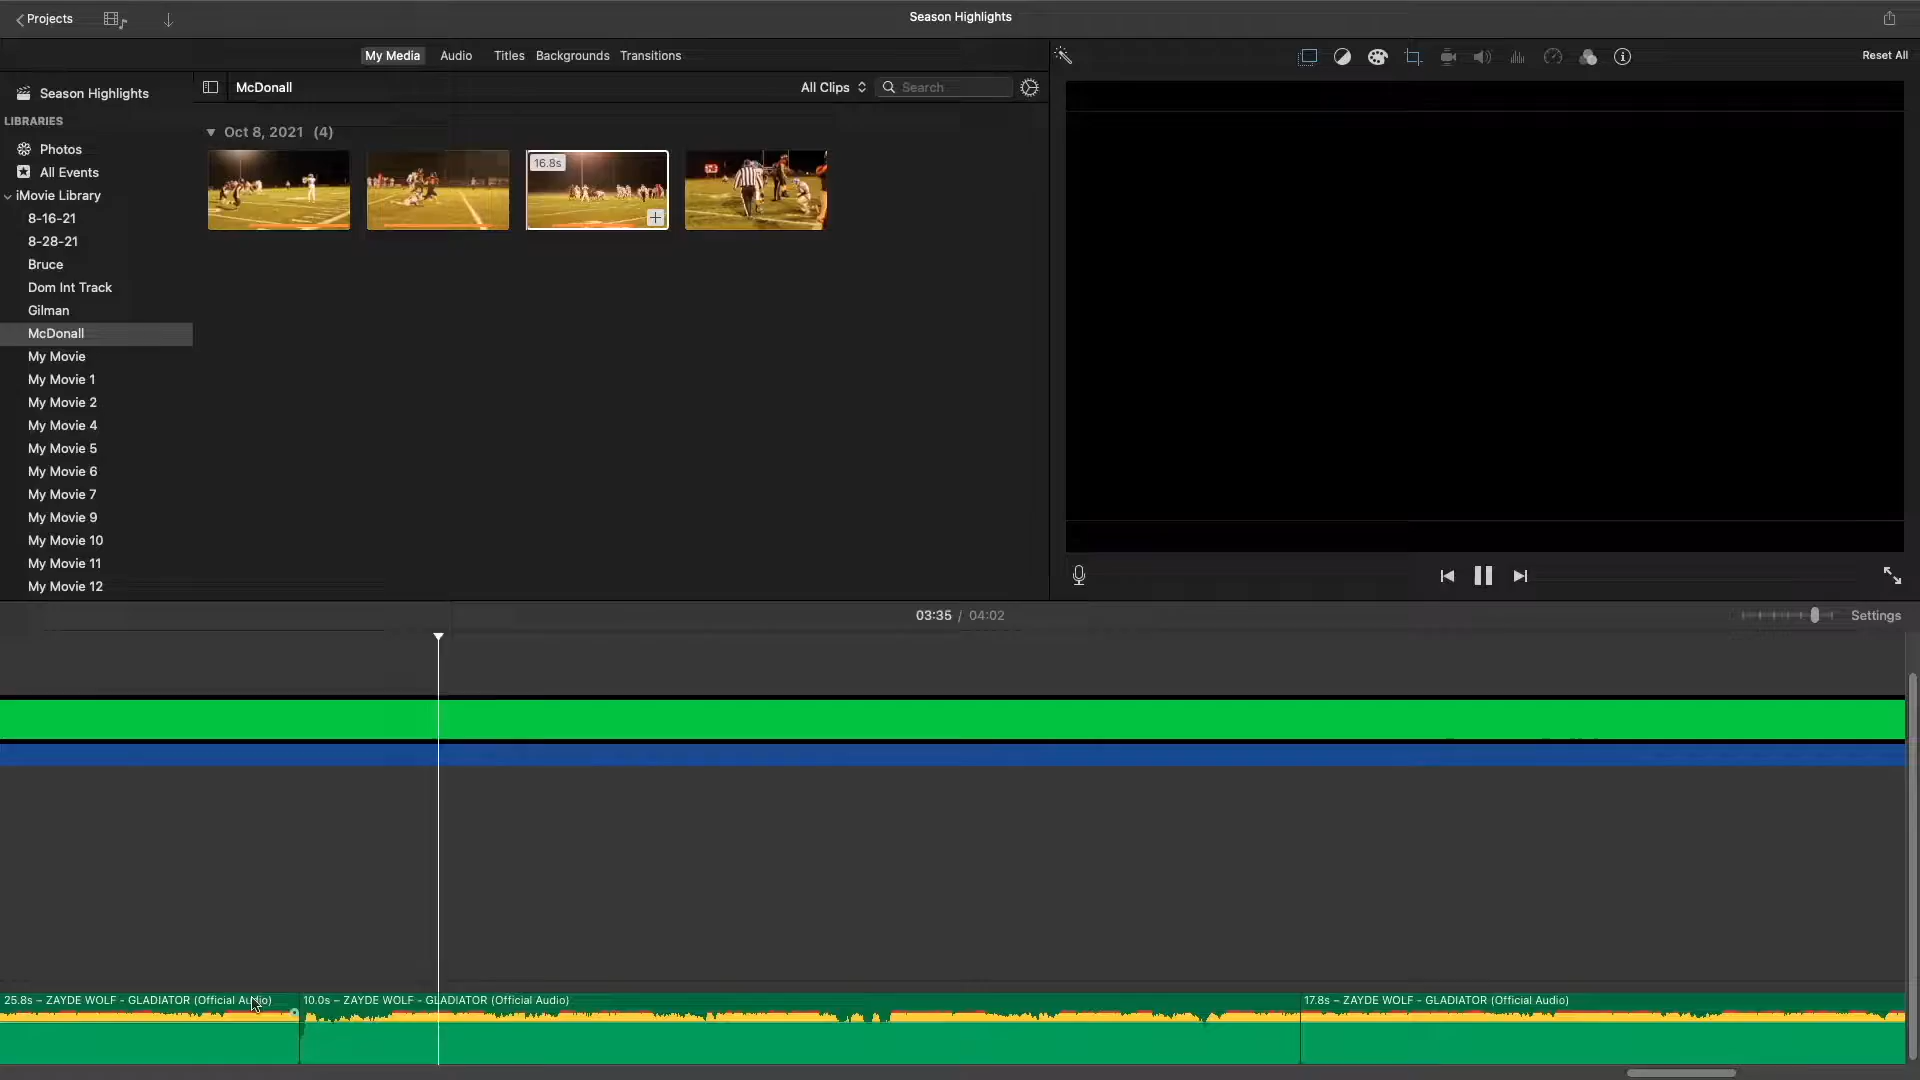 Projects
Season Highlights
My Media
Audio
Titles
Backgrounds
Transitions
Reset All
Season Highlights
McDonall
All Clips
Search
LIBRARIES
Oct 8, 2021 (4)
Photos
16.8s
All Events
iMovie Library
8-16-21
8-28-21
Bruce
Dom Int Track
Gilman
McDonall
My Movie
My Movie 1
My Movie 2
My Movie 4
My Movie 5
My Movie 6
My Movie 7
My Movie 9
My Movie 10
My Movie 11
My Movie 12
03:35 / 04:02
Settings
25.8s – ZAYDE WOLF - GLADIATOR (Official Audio)
10.0s – ZAYDE WOLF - GLADIATOR (Official Audio)
17.8s – ZAYDE WOLF - GLADIATOR (Official Audio)